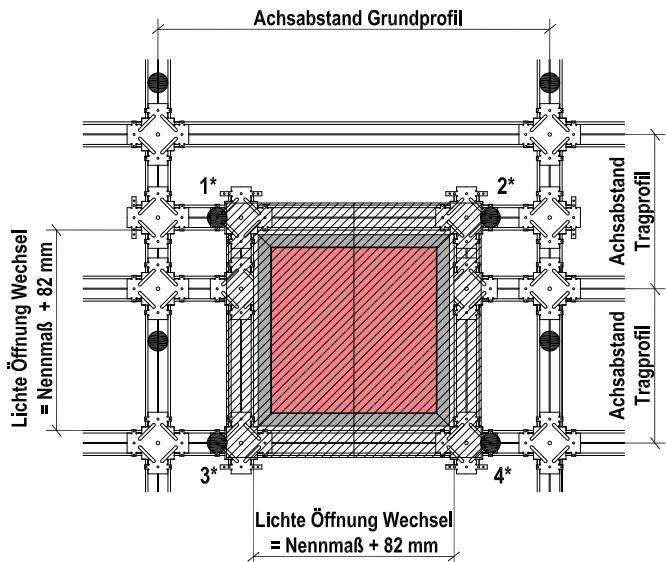 Achsabstand Grundprofil
1*
2*
Achsabstand
Tragprofil
Lichte Öffnung Wechsel
= Nennmaß + 82 mm
Achsabstand
Tragprofil
3*
4*
Lichte Öffnung Wechsel
= Nennmaß + 82 mm